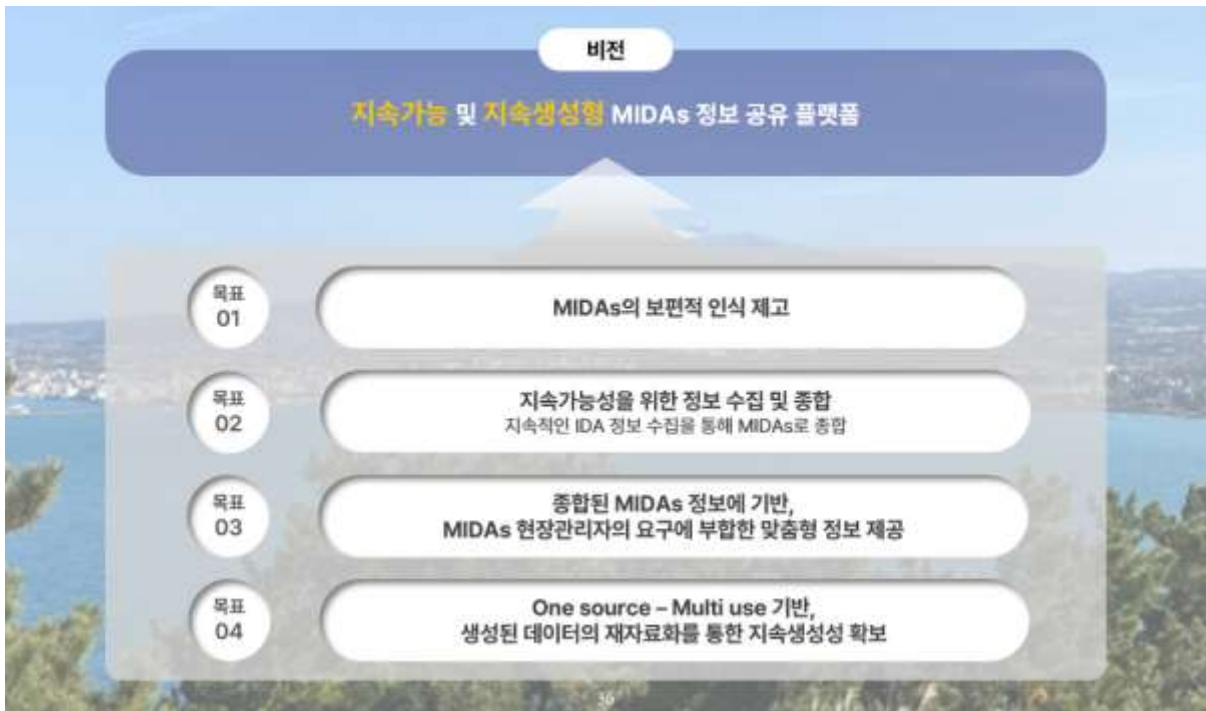 비전
지속가능 및 지속생성형 MIDAs 정보 공유 플랫폼
목표
01
MIDAs의 보편적 인식 제고
목표
02
지속가능성을 위한 정보 수집 및 종합
지속적인 IDA 정보 수집을 통해 MIDAs로 종합
목표
03
종합된 MIDAs 정보에 기반,
MIDAs 현장관리자의 요구에 부합한 맞춤형 정보 제공
목표
04
One source – Multi use 기반,
생성된 데이터의 재자료화를 통한 지속생성성 확보
36